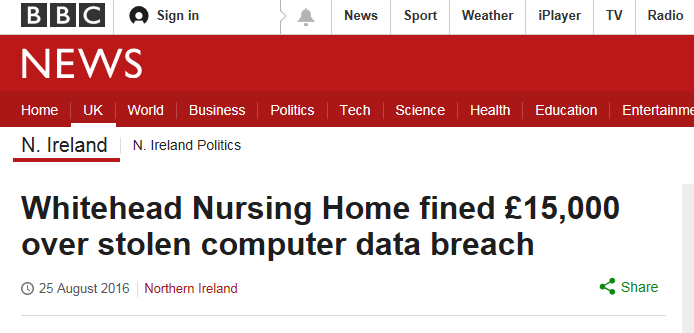 BBC Sign in News Sport Weather iPlayer TV Radio
NEWS
Home UK World Business Politics Tech Science Health Education Entertainme
N. Ireland N. Ireland Politics
Whitehead Nursing Home fined £15,000
over stolen computer data breach
25 August 2016 Northern Ireland Share